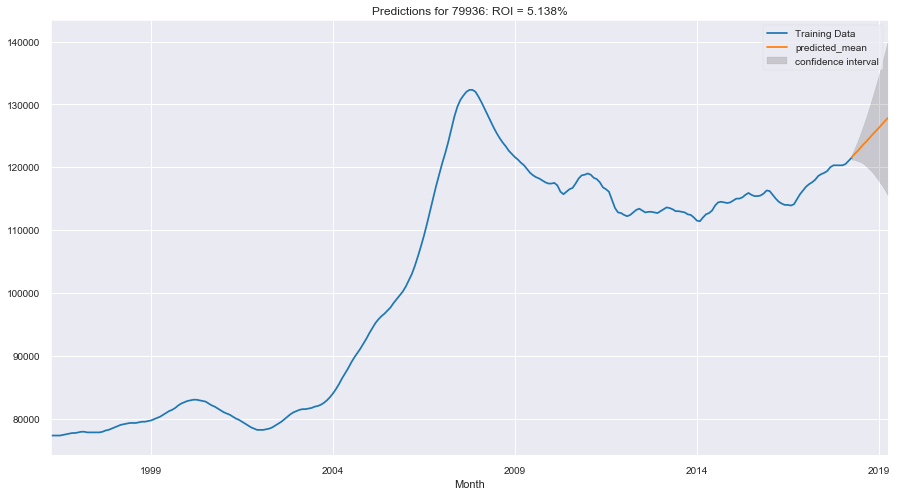 Predictions for 79936: ROI = 5.138%
Training Data
predicted_mean
confidence interval
140000
130000
120000
110000
100000
90000
80000
1999
2004
2009
2014
2019
Month